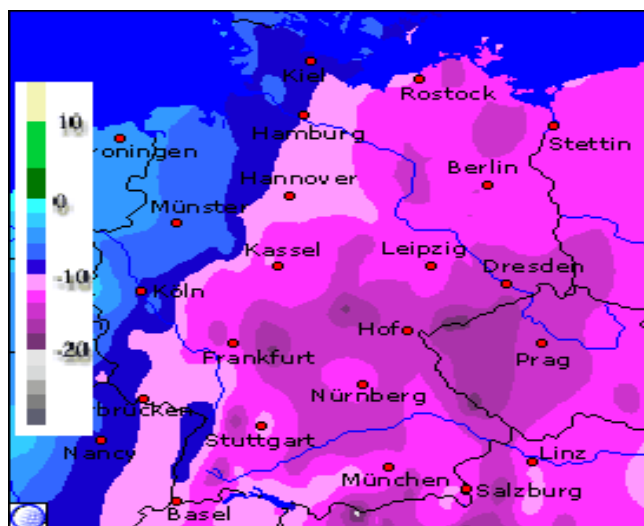 Kiel
Rostock
10
Hamburg
Stettin
roningen
Berlin
Hannover
0
Münster
Kassel
Leipzig
-10
Köln
Dresden
Hof
-20
Frankfurt
Prag
Nürnberg
rbrücken
Stuttgart
Nancy
Linz
München
Salzburg
Basel